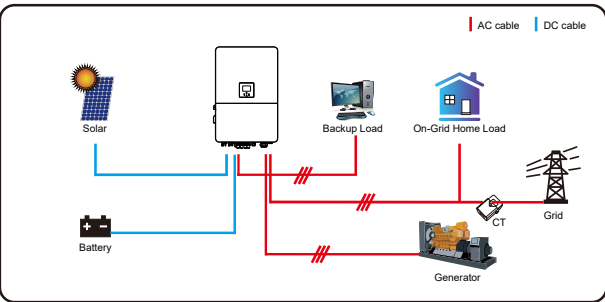 AC cable
DC cable
Solar
Backup Load
On-Grid Home Load
CT
Grid
Battery
Generator